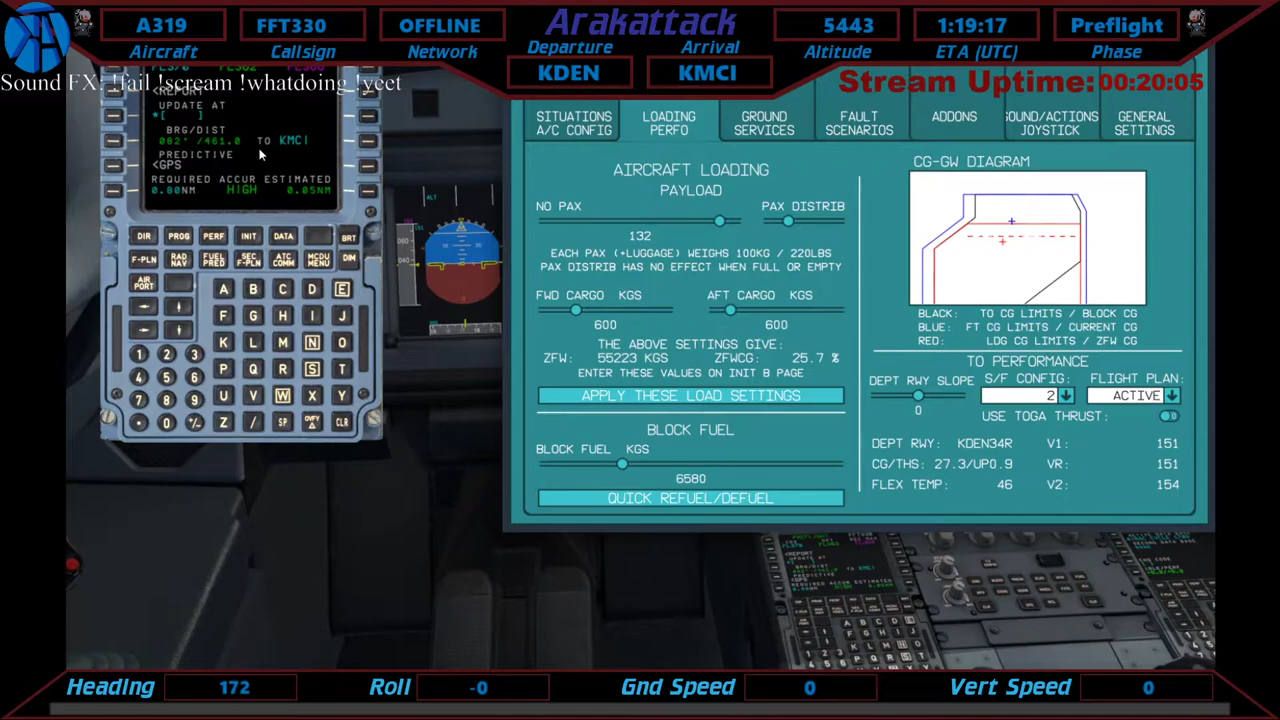 A319
FFT330
OFFLINE
Arakattack
5443
1:19:17
Preflight
Aircraft
Callsign
Network
Departure
Arrival
Altitude
ETA (UTC)
Phase
KDEN
KMCI
Sound FX: !fail !scream !whatdoing !yeet
Stream Uptime: 00:20:05
<REPORT
UPDATE AT
*[ ]
BRG/DIST
082° /461.0 TO KMCI
PREDICTIVE
<GPS
REQUIRED ACCUR ESTIMATED
0.80NM HIGH 0.05NM
DIR PROG PERF INIT DATA BRT
F-PLN RAD NAV FUEL PRED SEC F-PLN ATC COMM MCDU MENU DIM
AIR PORT
A B C D E
F G H I J
K L M N O
P Q R S T
U V W X Y
Z / SP OVFY CLR
1 2 3
4 5 6
7 8 9
. 0 +/-
ALT
SITUATIONS A/C CONFIG
LOADING PERFO
GROUND SERVICES
FAULT SCENARIOS
ADDONS
OUND/ACTIONS JOYSTICK
GENERAL SETTINGS
AIRCRAFT LOADING
PAYLOAD
NO PAX PAX DISTRIB
132
EACH PAX (+LUGGAGE) WEIGHS 100KG / 220LBS
PAX DISTRIB HAS NO EFFECT WHEN FULL OR EMPTY
FWD CARGO KGS AFT CARGO KGS
600 600
THE ABOVE SETTINGS GIVE:
ZFW: 55223 KGS ZFWCG: 25.7 %
ENTER THESE VALUES ON INIT B PAGE
APPLY THESE LOAD SETTINGS
BLOCK FUEL
BLOCK FUEL KGS
6580
QUICK REFUEL/DEFUEL
CG-GW DIAGRAM
BLACK: TO CG LIMITS / BLOCK CG
BLUE: FT CG LIMITS / CURRENT CG
RED: LDG CG LIMITS / ZFW CG
TO PERFORMANCE
DEPT RWY SLOPE S/F CONFIG: FLIGHT PLAN:
0 2 ACTIVE
USE TOGA THRUST:
DEPT RWY: KDEN34R V1: 151
CG/THS: 27.3/UP0.9 VR: 151
FLEX TEMP: 46 V2: 154
Heading 172
Roll -0
Gnd Speed 0
Vert Speed 0